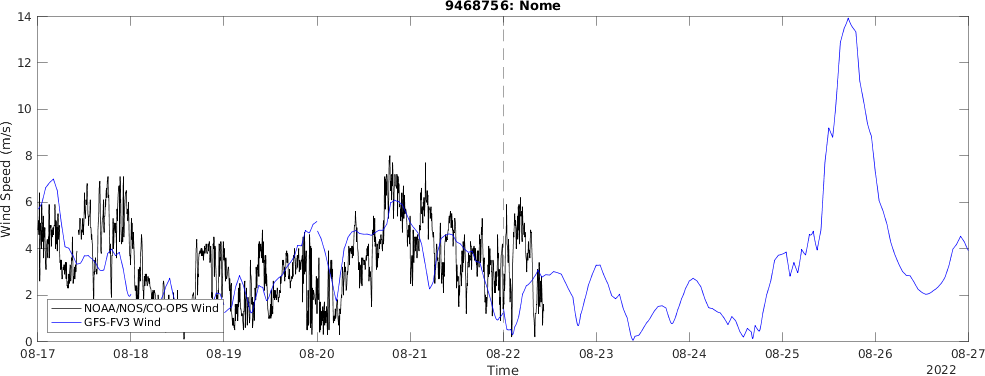 9468756: Nome
Wind Speed (m/s)
14
12
10
8
6
4
2
0
NOAA/NOS/CO-OPS Wind
GFS-FV3 Wind
08-17 08-18 08-19 08-20 08-21 08-22 08-23 08-24 08-25 08-26 08-27
Time
2022